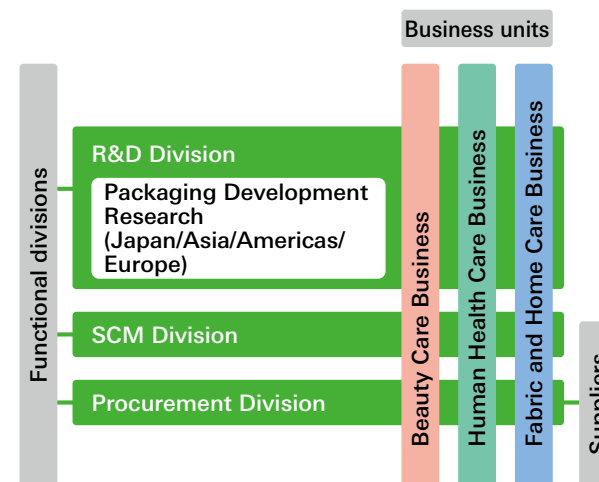 Business units
Functional divisions
R&D Division
Packaging Development
Research
(Japan/Asia/Americas/
Europe)
SCM Division
Procurement Division
Beauty Care Business
Human Health Care Business
Fabric and Home Care Business
Suppliers